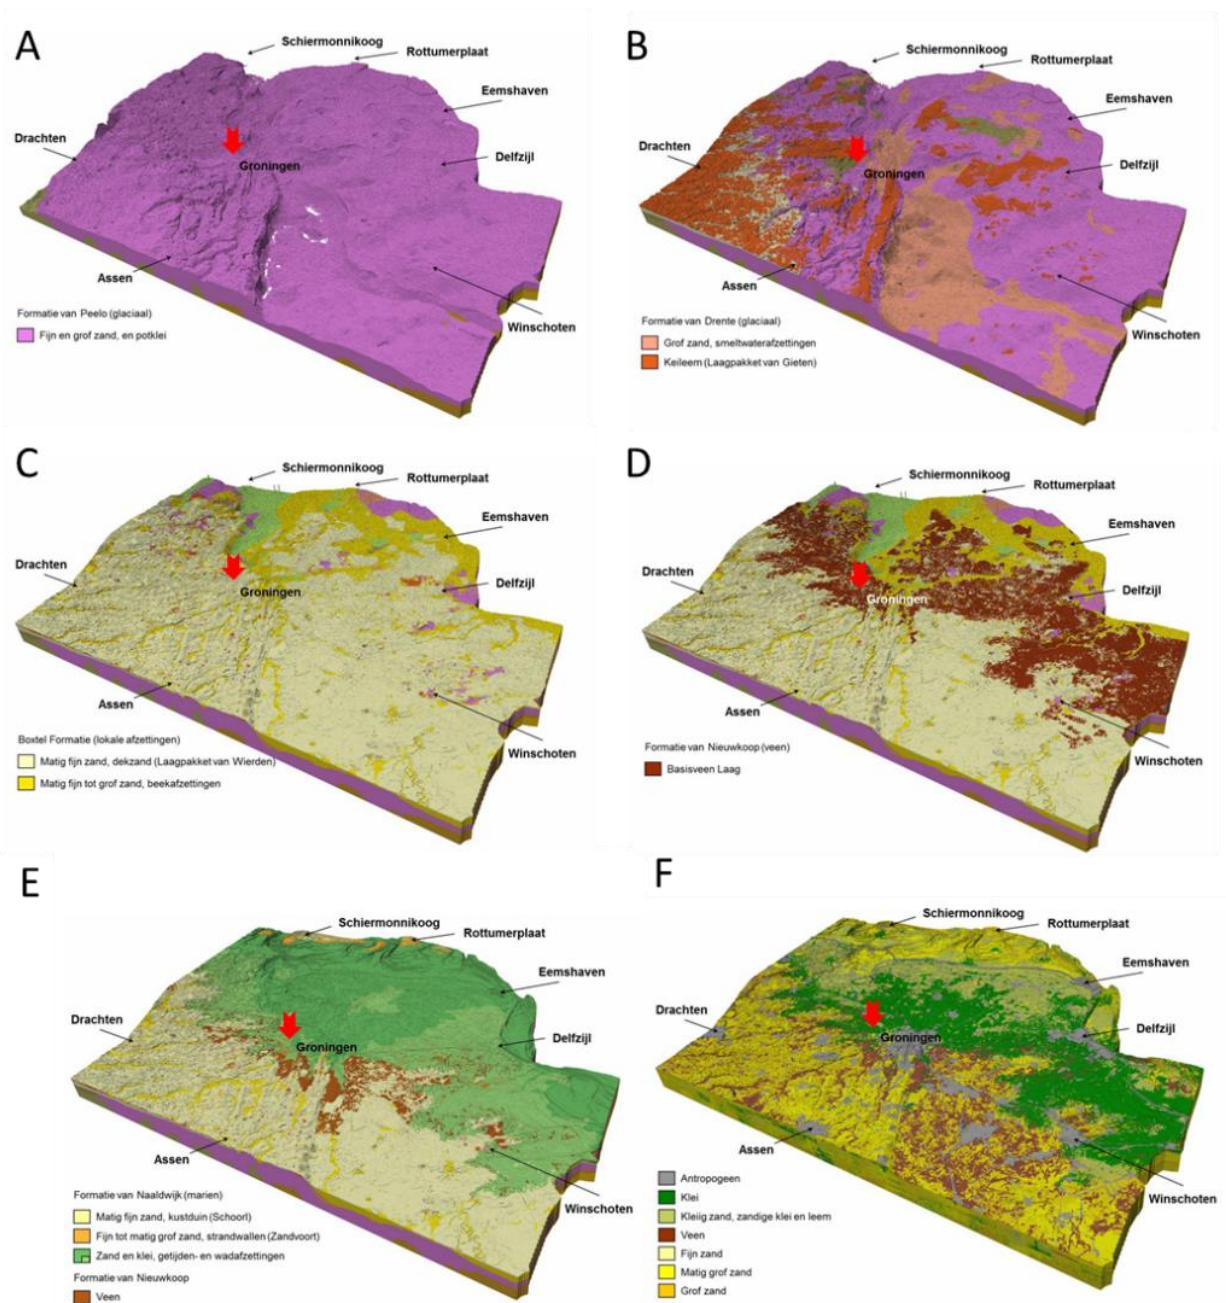 A
Schiermonnikoog
Rottumerplaat
Eemshaven
Drachten
Groningen
Delfzijl
Assen
Winschoten
Formatie van Peelo (glaciaal)
Fijn en grof zand, en potklei
B
Schiermonnikoog
Rottumerplaat
Eemshaven
Drachten
Groningen
Delfzijl
Assen
Winschoten
Formatie van Drente (glaciaal)
Grof zand, smeltwaterafzettingen
Keileem (Laagpakket van Gieten)
C
Schiermonnikoog
Rottumerplaat
Eemshaven
Drachten
Groningen
Delfzijl
Assen
Winschoten
Boxtel Formatie (lokale afzettingen)
Matig fijn zand, dekzand (Laagpakket van Wierden)
Matig fijn tot grof zand, beekafzettingen
D
Schiermonnikoog
Rottumerplaat
Eemshaven
Drachten
Groningen
Delfzijl
Assen
Winschoten
Formatie van Nieuwkoop (veen)
Basisveen Laag
E
Schiermonnikoog
Rottumerplaat
Eemshaven
Drachten
Groningen
Delfzijl
Assen
Winschoten
Formatie van Naaldwijk (marien)
Matig fijn zand, kustduin (Schoorl)
Fijn tot matig grof zand, strandwallen (Zandvoort)
Zand en klei, getijden- en wadafzettingen
Formatie van Nieuwkoop
Veen
F
Schiermonnikoog
Rottumerplaat
Eemshaven
Drachten
Groningen
Delfzijl
Assen
Winschoten
Antropogeen
Klei
Kleiig zand, zandige klei en leem
Veen
Fijn zand
Matig grof zand
Grof zand